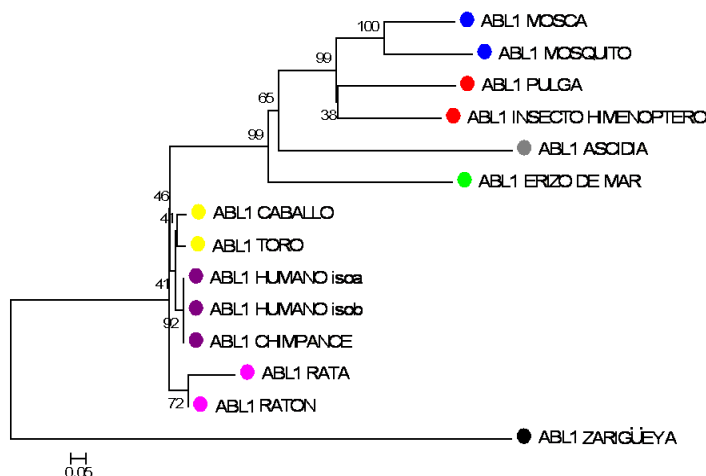 ABL1 MOSCA
100
ABL1 MOSQUITO
99
ABL1 PULGA
38
ABL1 INSECTO HIMENOPTERO
65
ABL1 ASCIDIA
99
ABL1 ERIZO DE MAR
46
41
ABL1 CABALLO
ABL1 TORO
41
ABL1 HUMANO isoa
ABL1 HUMANO isob
92
ABL1 CHIMPANCE
ABL1 RATA
72
ABL1 RATON
ABL1 ZARIGÜEYA
0.05